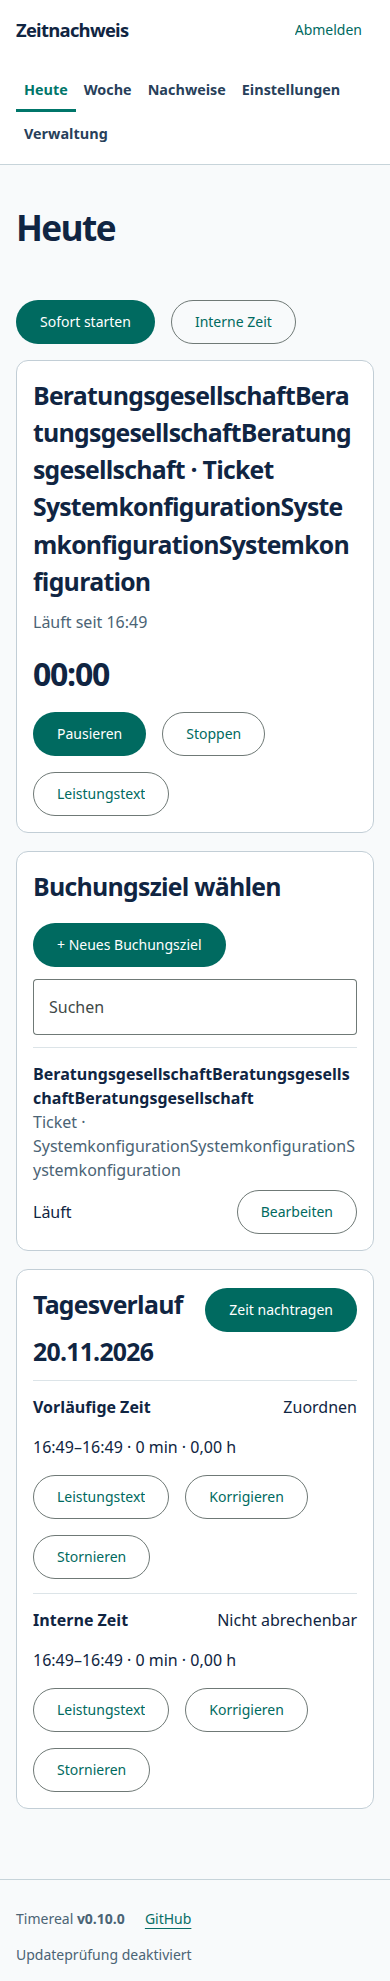 Zeitnachweis
Abmelden
Heute Woche Nachweise Einstellungen
Verwaltung
Heute
Sofort starten Interne Zeit
BeratungsgesellschaftBera
tungsgesellschaftBeratung
sgesellschaft · Ticket
SystemkonfigurationSyste
mkonfigurationSystemkon
figuration
Läuft seit 16:49
00:00
Pausieren Stoppen
Leistungstext
Buchungsziel wählen
+ Neues Buchungsziel
Suchen
BeratungsgesellschaftBeratungsgesells
chaftBeratungsgesellschaft
Ticket ·
SystemkonfigurationSystemkonfigurationS
ystemkonfiguration
Läuft Bearbeiten
Tagesverlauf Zeit nachtragen
20.11.2026
Vorläufige Zeit Zuordnen
16:49–16:49 · 0 min · 0,00 h
Leistungstext Korrigieren
Stornieren
Interne Zeit Nicht abrechenbar
16:49–16:49 · 0 min · 0,00 h
Leistungstext Korrigieren
Stornieren
Timereal v0.10.0 GitHub
Updateprüfung deaktiviert